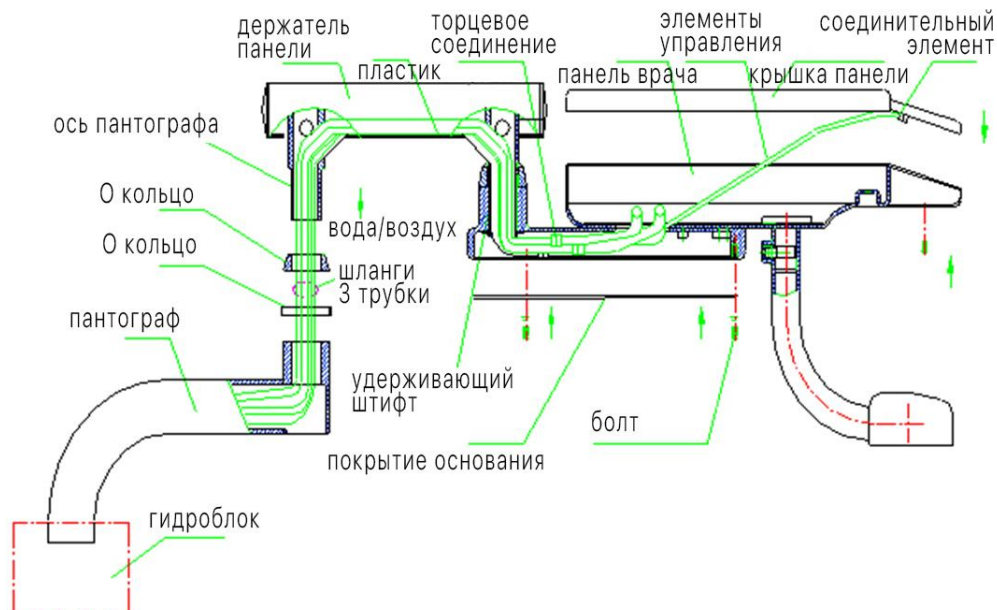 держатель
панели
торцевое
соединение
элементы
управления
соединительный
элемент
пластик
панель врача
крышка панели
ось пантографа
О кольцо
вода/воздух
О кольцо
шланги
3 трубки
пантограф
удерживающий
штифт
болт
покрытие основания
гидроблок